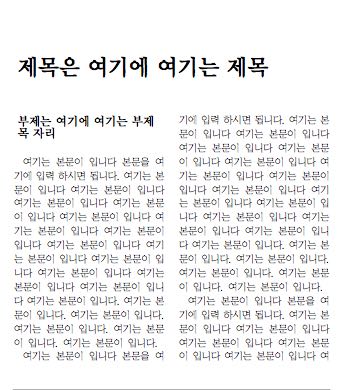 제목은 여기에 여기는 제목
부제는 여기에 여기는 부제
목 자리
여기는 본문이 입니다 본문을 여
기에 입력 하시면 됩니다. 여기는 본
문이 입니다 여기는 본문이 입니다
여기는 본문이 입니다 여기는 본문
이 입니다 여기는 본문이 입니다 여
기는 본문이 입니다 여기는 본문이
입니다 여기는 본문이 입니다 여기
는 본문이 입니다 여기는 본문이 입
니다 여기는 본문이 입니다 여기는
본문이 입니다 여기는 본문이 입니
다 여기는 본문이 입니다. 여기는 본
문이 입니다. 여기는 본문이 입니다.
여기는 본문이 입니다. 여기는 본문
이 입니다. 여기는 본문이 입니다.
여기는 본문이 입니다 본문을 여
기에 입력 하시면 됩니다. 여기는 본
문이 입니다 여기는 본문이 입니다
여기는 본문이 입니다 여기는 본문
이 입니다 여기는 본문이 입니다 여
기는 본문이 입니다 여기는 본문이
입니다 여기는 본문이 입니다 여기
는 본문이 입니다 여기는 본문이 입
니다 여기는 본문이 입니다 여기는
본문이 입니다 여기는 본문이 입니
다 여기는 본문이 입니다. 여기는 본
문이 입니다. 여기는 본문이 입니다.
여기는 본문이 입니다. 여기는 본문
이 입니다. 여기는 본문이 입니다.
여기는 본문이 입니다 본문을 여
기에 입력 하시면 됩니다. 여기는 본
문이 입니다 여기는 본문이 입니다
여기는 본문이 입니다 여기는 본문
이 입니다 여기는 본문이 입니다 여